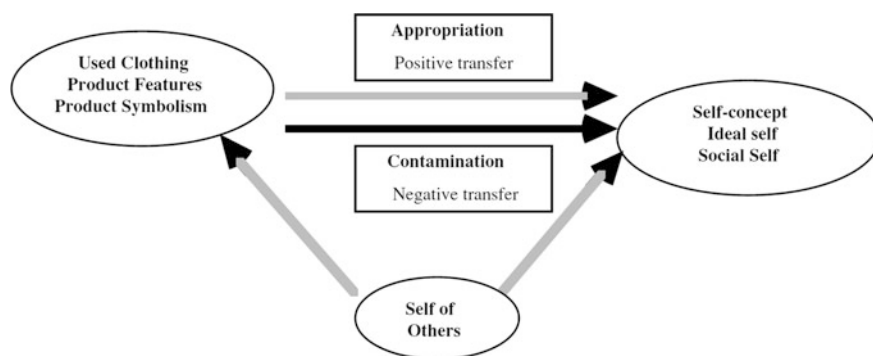 Appropriation
Positive transfer
Used Clothing
Product Features
Product Symbolism
Self-concept
Ideal self
Social Self
Contamination
Negative transfer
Self of
Others